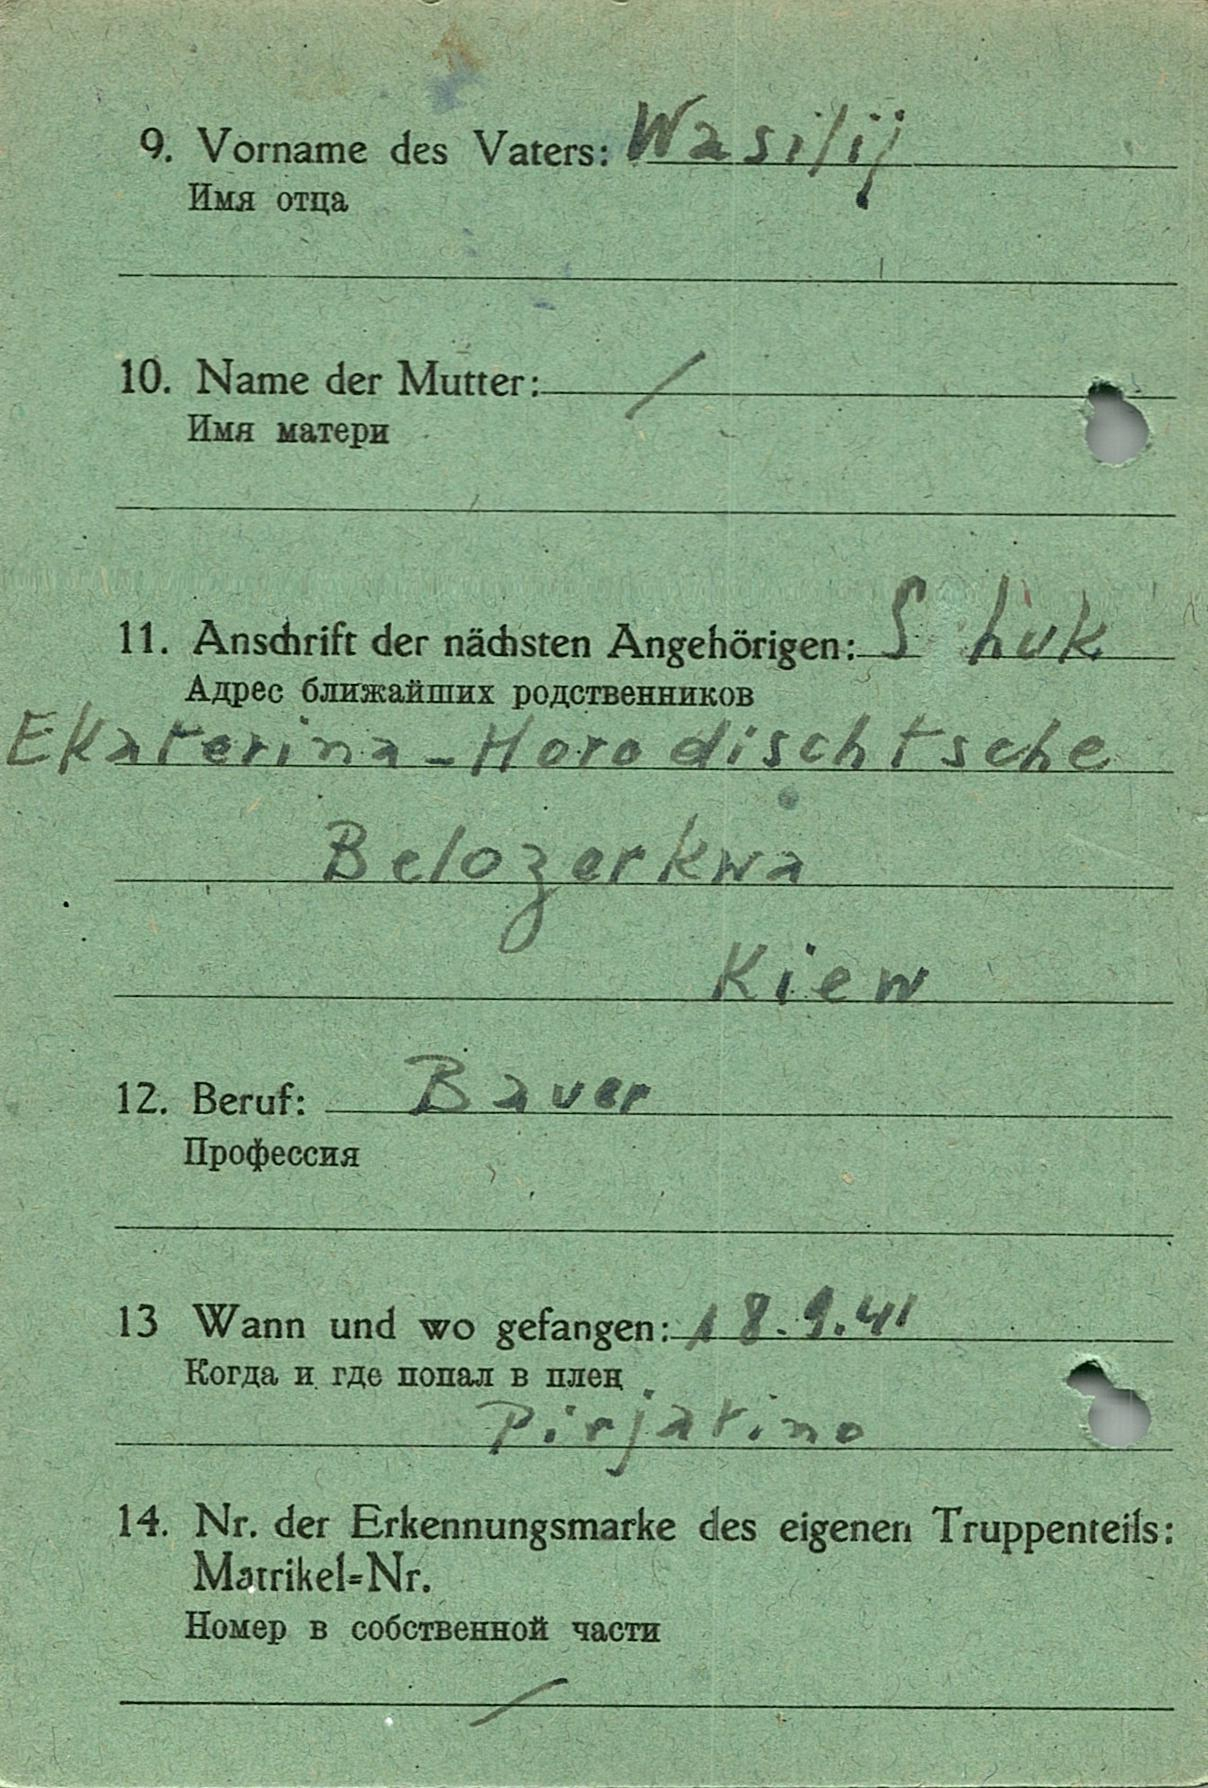 9. Vorname des Vaters: Wasilij
Имя отца
10. Name der Mutter: /
Имя матери
11. Anschrift der nächsten Angehörigen: S huk
Адрес ближайших родственников
Ekaterina - Horodischtsche
Belozerkwa
Kiew
12. Beruf: Bauer
Профессия
13 Wann und wo gefangen: 18.9.41
Когда и где попал в плен
Pirjatino
14. Nr. der Erkennungsmarke des eigenen Truppenteils:
Matrikel=Nr.
Номер в собственной части
/